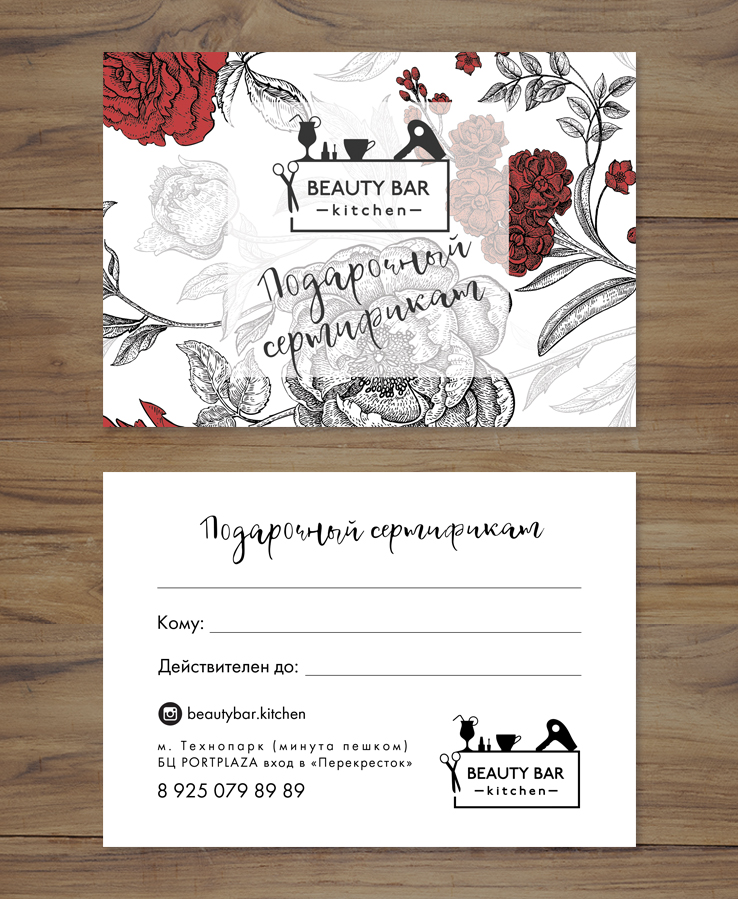 BEAUTY BAR
kitchen
Подарочный
сертификат
Подарочный сертификат
Кому:
Действителен до:
beautybar.kitchen
м. Технопарк (минута пешком)
БЦ PORTPLAZA вход в «Перекресток»
8 925 079 89 89
BEAUTY BAR
kitchen